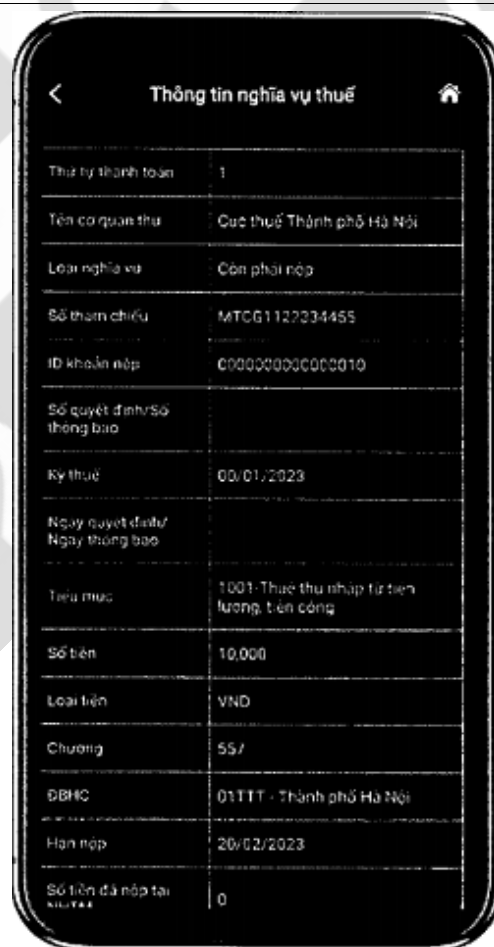 Thông tin nghĩa vụ thuế
Thứ tự thanh toán 1
Tên cơ quan thu Cục thuế Thành phố Hà Nội
Loại nghĩa vụ Còn phải nộp
Số tham chiếu MTCG1122334455
ID khoản nộp 0000000000000010
Số quyết định/Số
thông báo
Kỳ thuế 00/01/2023
Ngày quyết định/
Ngày thông báo
Tiểu mục 1001-Thuế thu nhập từ tiền
lương, tiền công
Số tiền 10,000
Loại tiền VND
Chương 557
ĐBHC 01TTT - Thành phố Hà Nội
Hạn nộp 20/02/2023
Số tiền đã nộp tại 0